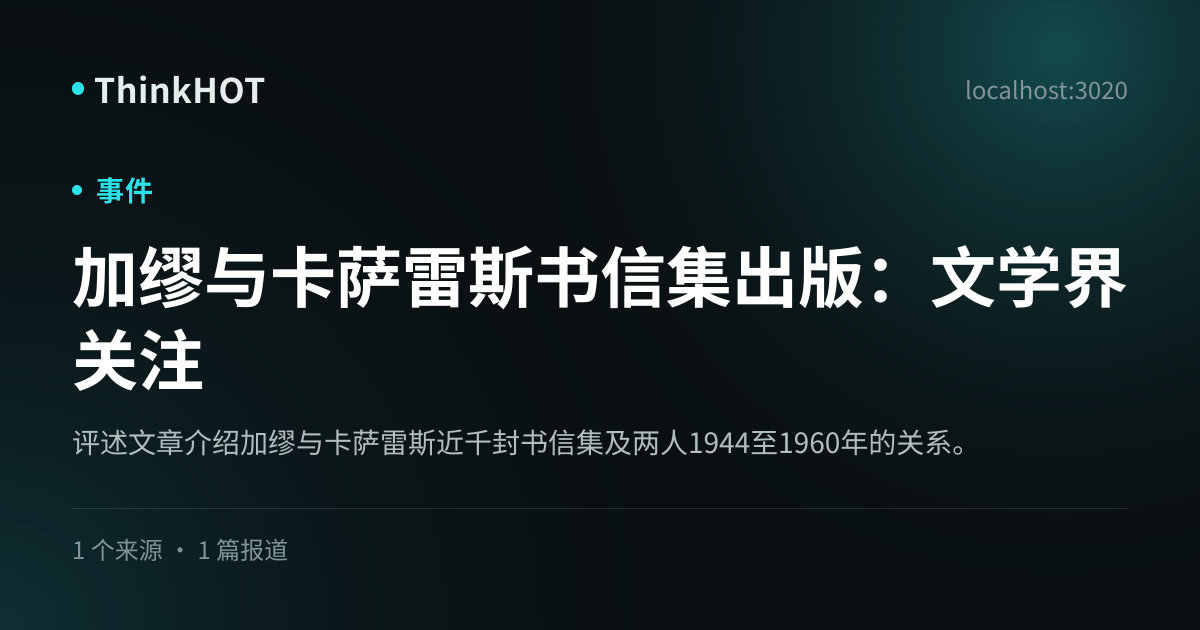 ThinkHOT
localhost:3020
事件
加缪与卡萨雷斯书信集出版：文学界
关注
评述文章介绍加缪与卡萨雷斯近千封书信集及两人1944至1960年的关系。
1 个来源 · 1 篇报道